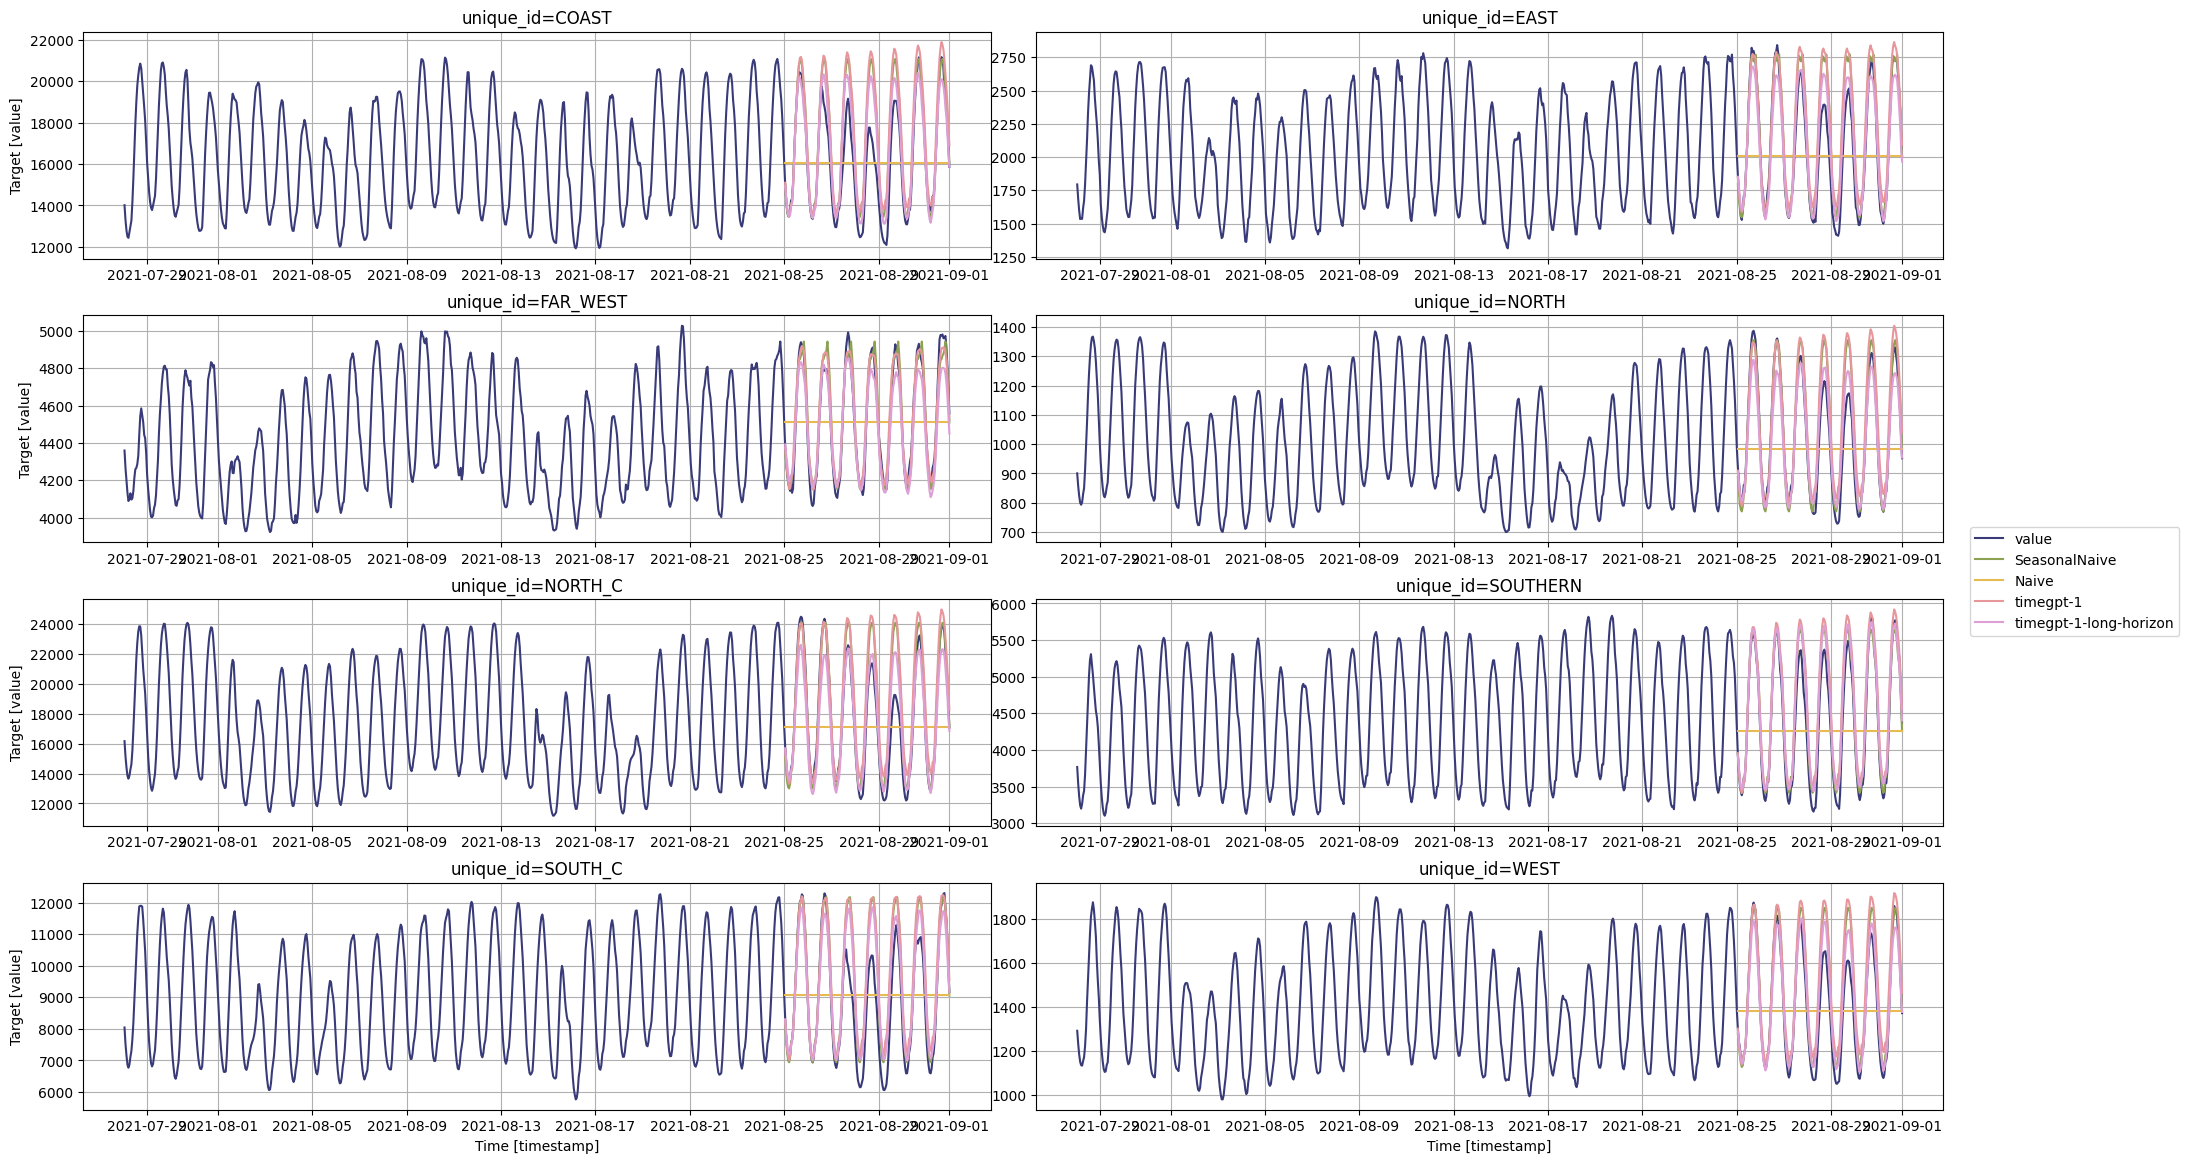 unique_id=COAST
Target [value]
22000
20000
18000
16000
14000
12000
2021-07-29 2021-08-01 2021-08-05 2021-08-09 2021-08-13 2021-08-17 2021-08-21 2021-08-25 2021-08-29 2021-09-01
unique_id=EAST
2750
2500
2250
2000
1750
1500
1250
2021-07-29 2021-08-01 2021-08-05 2021-08-09 2021-08-13 2021-08-17 2021-08-21 2021-08-25 2021-08-29 2021-09-01
unique_id=FAR_WEST
Target [value]
5000
4800
4600
4400
4200
4000
2021-07-29 2021-08-01 2021-08-05 2021-08-09 2021-08-13 2021-08-17 2021-08-21 2021-08-25 2021-08-29 2021-09-01
unique_id=NORTH
1400
1300
1200
1100
1000
900
800
700
2021-07-29 2021-08-01 2021-08-05 2021-08-09 2021-08-13 2021-08-17 2021-08-21 2021-08-25 2021-08-29 2021-09-01
unique_id=NORTH_C
Target [value]
24000
22000
20000
18000
16000
14000
12000
2021-07-29 2021-08-01 2021-08-05 2021-08-09 2021-08-13 2021-08-17 2021-08-21 2021-08-25 2021-08-29 2021-09-01
unique_id=SOUTHERN
6000
5500
5000
4500
4000
3500
3000
2021-07-29 2021-08-01 2021-08-05 2021-08-09 2021-08-13 2021-08-17 2021-08-21 2021-08-25 2021-08-29 2021-09-01
unique_id=SOUTH_C
Target [value]
12000
11000
10000
9000
8000
7000
6000
2021-07-29 2021-08-01 2021-08-05 2021-08-09 2021-08-13 2021-08-17 2021-08-21 2021-08-25 2021-08-29 2021-09-01
Time [timestamp]
unique_id=WEST
1800
1600
1400
1200
1000
2021-07-29 2021-08-01 2021-08-05 2021-08-09 2021-08-13 2021-08-17 2021-08-21 2021-08-25 2021-08-29 2021-09-01
Time [timestamp]
value
SeasonalNaive
Naive
timegpt-1
timegpt-1-long-horizon